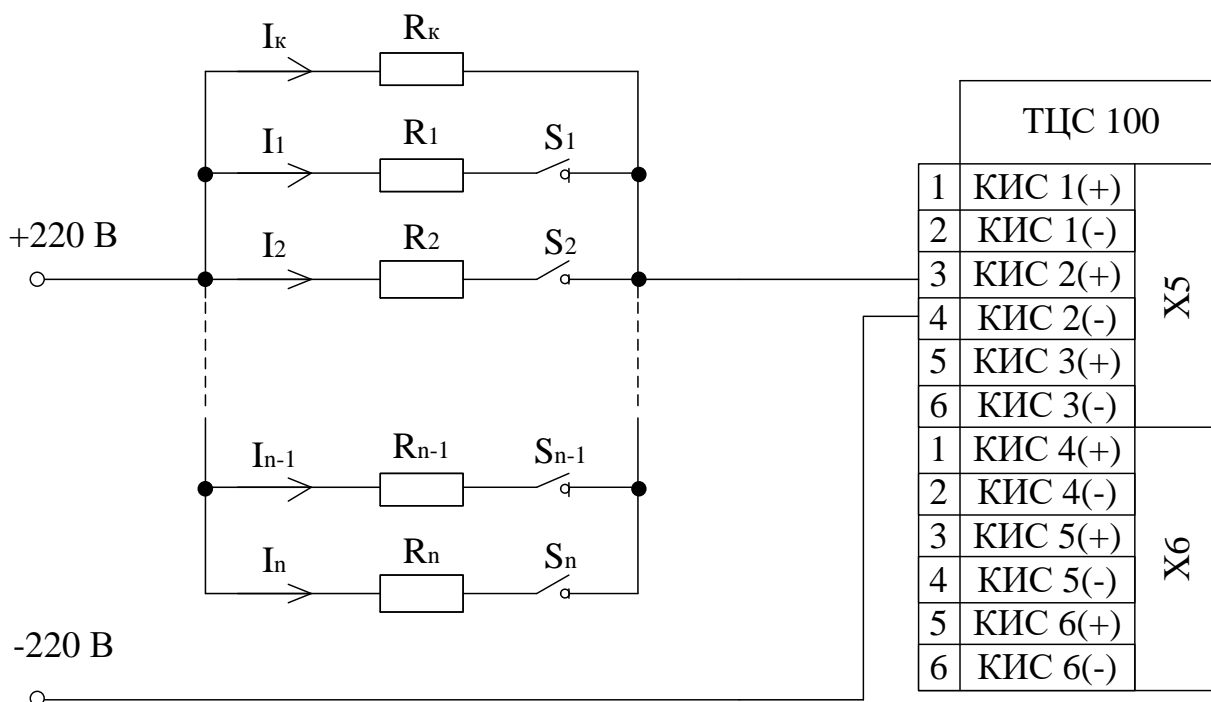 Iк Rк
ТЦС 100
I1 R1 S1
1 КИС 1(+)
2 КИС 1(-)
+220 В I2 R2 S2
3 КИС 2(+)
4 КИС 2(-)
X5
5 КИС 3(+)
6 КИС 3(-)
In-1 Rn-1 Sn-1
1 КИС 4(+)
2 КИС 4(-)
3 КИС 5(+)
In Rn Sn
4 КИС 5(-)
X6
5 КИС 6(+)
-220 В
6 КИС 6(-)